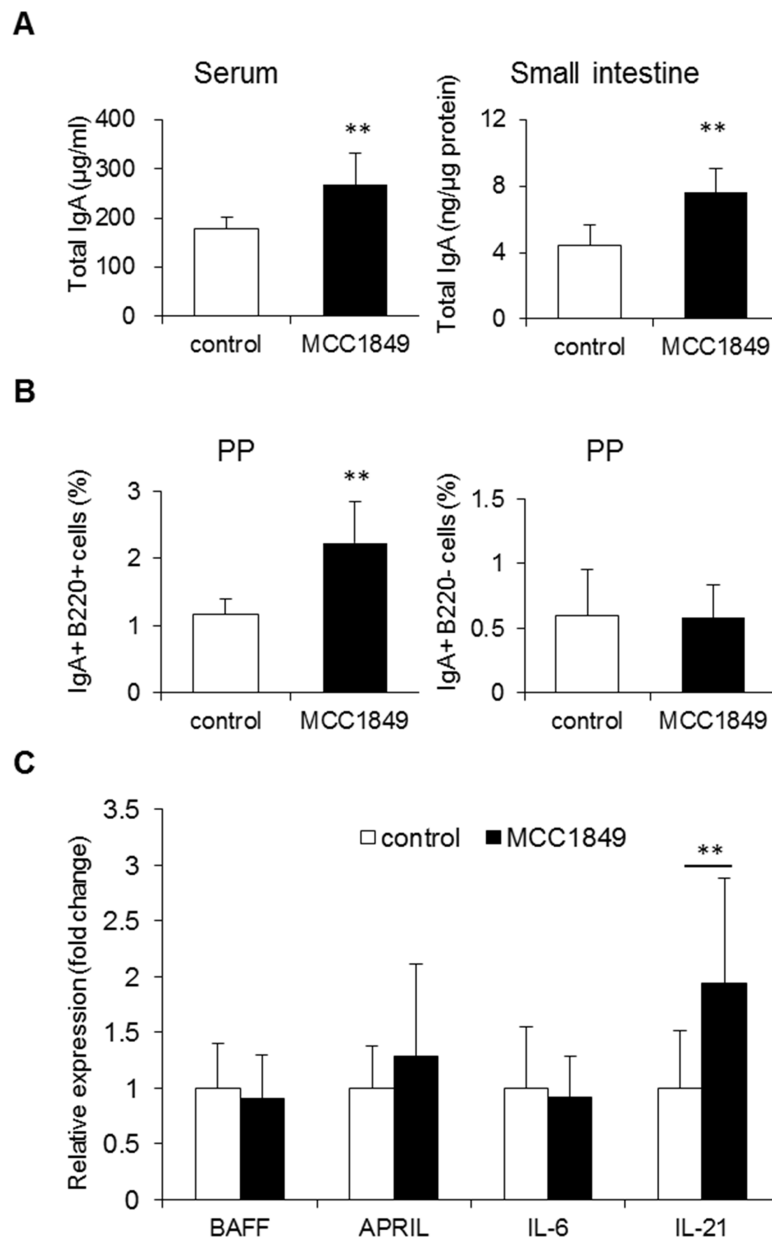 A
Serum
Small intestine
Total IgA (µg/ml)
400
300
200
100
0
**
control
MCC1849
Total IgA (ng/µg protein)
12
8
4
0
**
control
MCC1849
B
PP
PP
IgA+ B220+ cells (%)
3
2
1
0
**
control
MCC1849
IgA+ B220- cells (%)
1.5
1
0.5
0
control
MCC1849
C
Relative expression (fold change)
3.5
3
2.5
2
1.5
1
0.5
0
control MCC1849
**
BAFF
APRIL
IL-6
IL-21